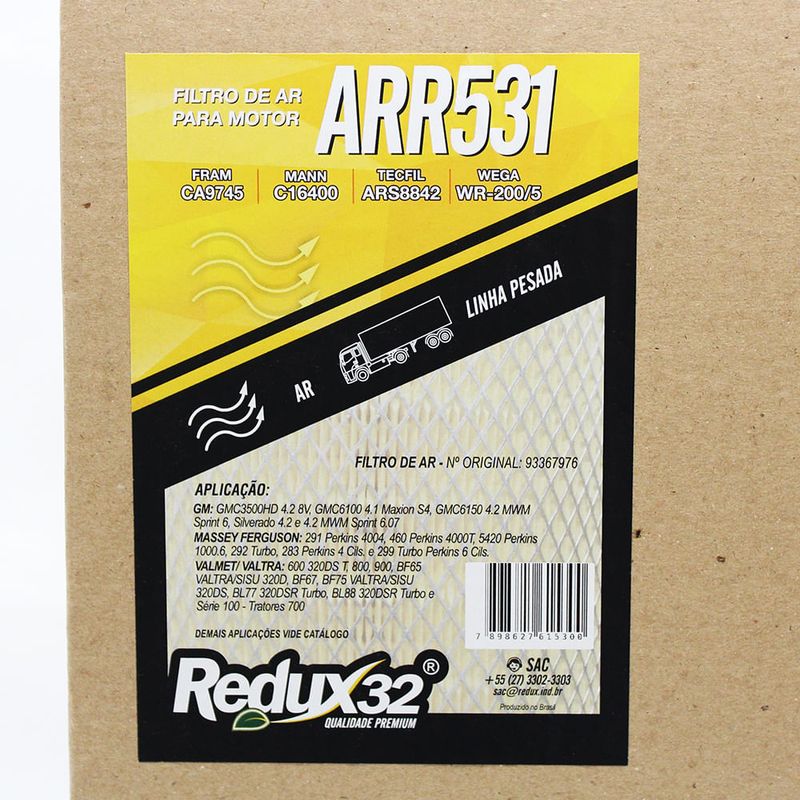 FILTRO DE AR
PARA MOTOR
ARR531
FRAM
CA9745
MANN
C16400
TECFIL
ARS8842
WEGA
WR-200/5
LINHA PESADA
AR
FILTRO DE AR - Nº ORIGINAL: 93367976
APLICAÇÃO:
GM: GMC3500HD 4.2 8V, GMC6100 4.1 Maxion S4, GMC6150 4.2 MWM
Sprint 6, Silverado 4.2 e 4.2 MWM Sprint 6.07
MASSEY FERGUSON: 291 Perkins 4004, 460 Perkins 4000T, 5420 Perkins
1000.6, 292 Turbo, 283 Perkins 4 Cils. e 299 Turbo Perkins 6 Cils.
VALMET/ VALTRA: 600 320DS T, 800, 900, BF65
VALTRA/SISU 320D, BF67, BF75 VALTRA/SISU
320DS, BL77 320DSR Turbo, BL88 320DSR Turbo e
Série 100 - Tratores 700
DEMAIS APLICAÇÕES VIDE CATÁLOGO
7 898627 615300
Redux32®
QUALIDADE PREMIUM
SAC
+55 (27) 3302-3303
sac@redux.ind.br
Produzido no Brasil